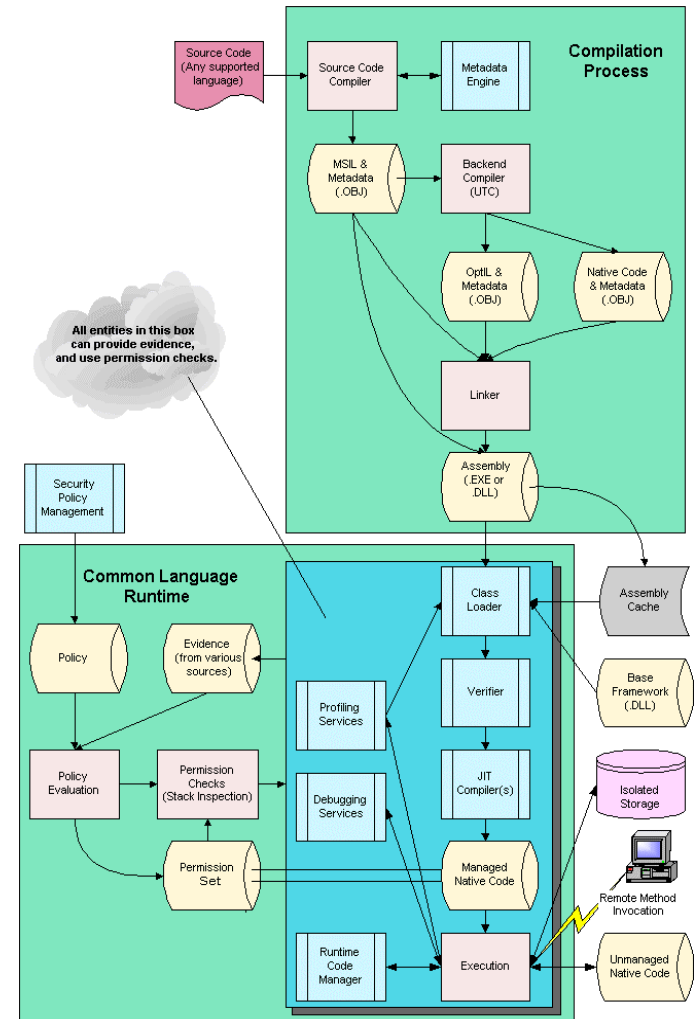 Source Code
(Any supported
language)
Source Code
Compiler
Metadata
Engine
Compilation
Process
MSIL &
Metadata
(.OBJ)
Backend
Compiler
(UTC)
OptIL &
Metadata
(.OBJ)
Native Code
& Metadata
(.OBJ)
All entities in this box
can provide evidence,
and use permission checks.
Linker
Assembly
(.EXE or
.DLL)
Security
Policy
Management
Common Language
Runtime
Class
Loader
Assembly
Cache
Policy
Evidence
(from various
sources)
Verifier
Base
Framework
(.DLL)
Profiling
Services
Policy
Evaluation
Permission
Checks
(Stack Inspection)
JIT
Compiler(s)
Isolated
Storage
Debugging
Services
Permission
Set
Managed
Native Code
Remote Method
Invocation
Runtime
Code
Manager
Execution
Unmanaged
Native Code